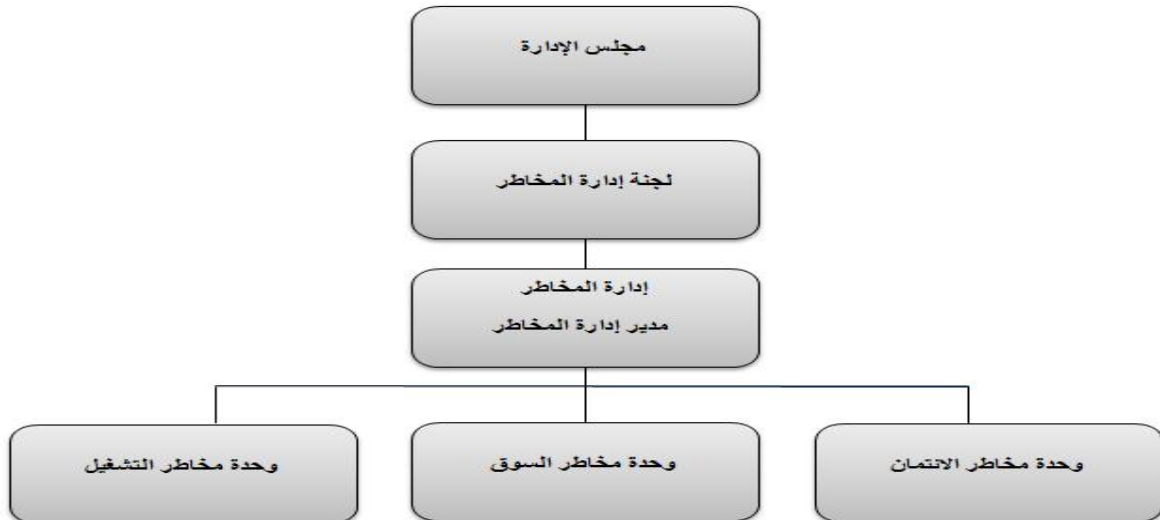 مجلس الإدارة
لجنة إدارة المخاطر
إدارة المخاطر
مدير إدارة المخاطر
وحدة مخاطر الائتمان
وحدة مخاطر السوق
وحدة مخاطر التشغيل